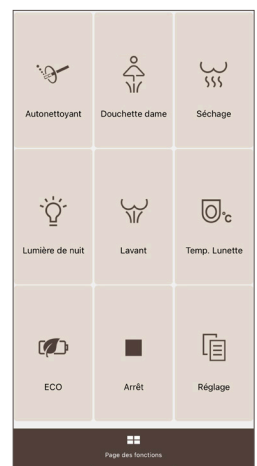 Autonettoyant
Douchette dame
Séchage
Lumière de nuit
Lavant
Temp. Lunette
°c
ECO
Arrêt
Réglage
Page des fonctions